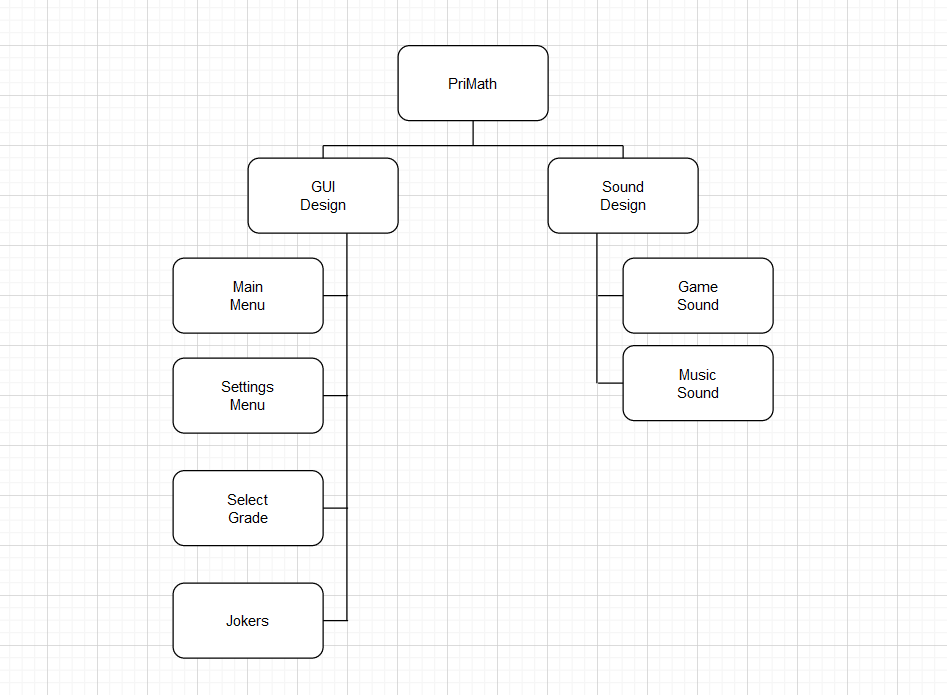 PriMath
GUI
Design
Sound
Design
Main
Menu
Settings
Menu
Select
Grade
Jokers
Game
Sound
Music
Sound